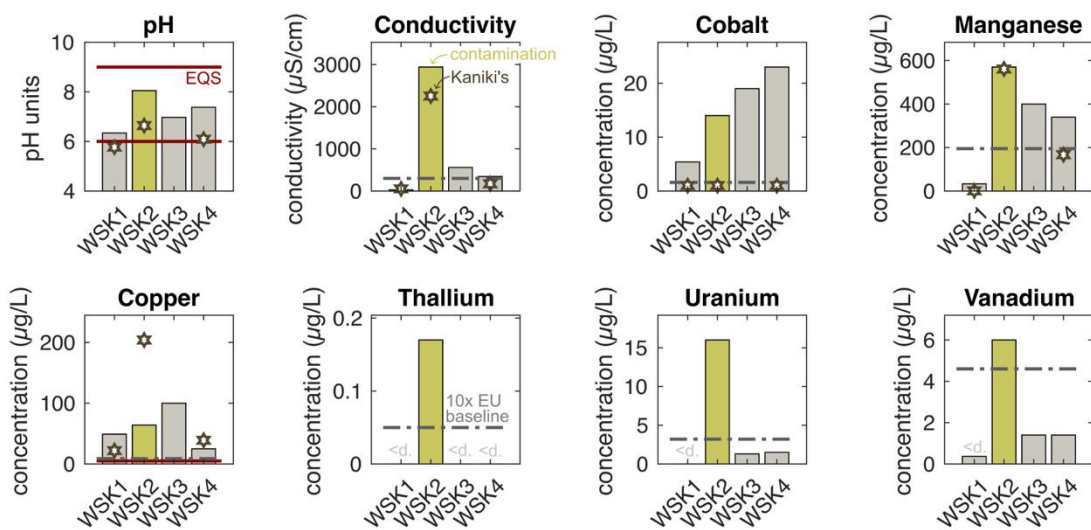 pH
pH units
10
8
6
4
EQS
WSK1
WSK2
WSK3
WSK4
Conductivity
conductivity (µS/cm)
3000
2000
1000
0
contamination
Kaniki's
WSK1
WSK2
WSK3
WSK4
Cobalt
concentration (µg/L)
20
10
0
WSK1
WSK2
WSK3
WSK4
Manganese
concentration (µg/L)
600
400
200
0
WSK1
WSK2
WSK3
WSK4
Copper
concentration (µg/L)
200
100
0
WSK1
WSK2
WSK3
WSK4
Thallium
concentration (µg/L)
0.2
0.1
0
10x EU
baseline
<d.
<d.
<d.
WSK1
WSK2
WSK3
WSK4
Uranium
concentration (µg/L)
15
10
5
0
<d.
WSK1
WSK2
WSK3
WSK4
Vanadium
concentration (µg/L)
6
4
2
0
<d.
WSK1
WSK2
WSK3
WSK4